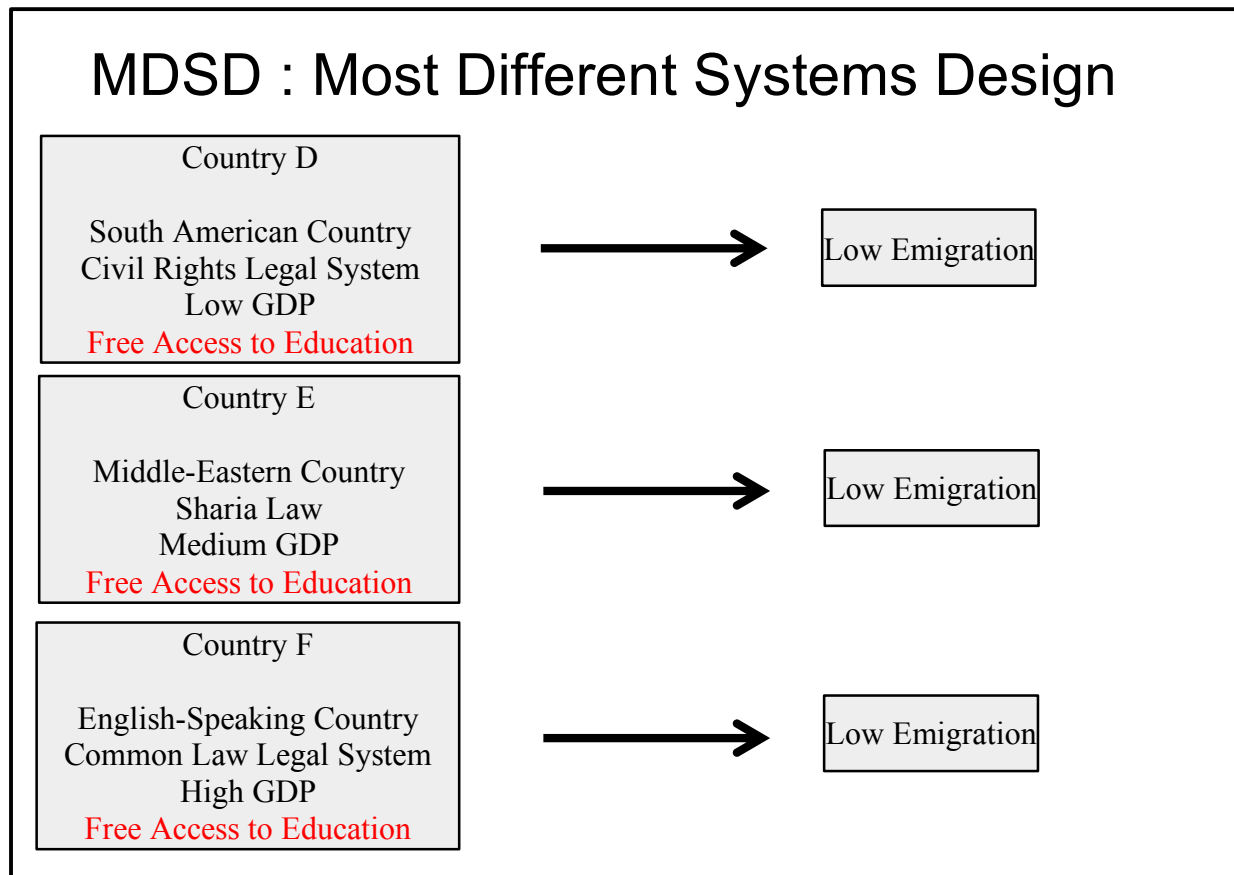 MDSD : Most Different Systems Design
Country D
South American Country
Civil Rights Legal System
Low GDP
Free Access to Education
Low Emigration
Country E
Middle-Eastern Country
Sharia Law
Medium GDP
Free Access to Education
Low Emigration
Country F
English-Speaking Country
Common Law Legal System
High GDP
Free Access to Education
Low Emigration